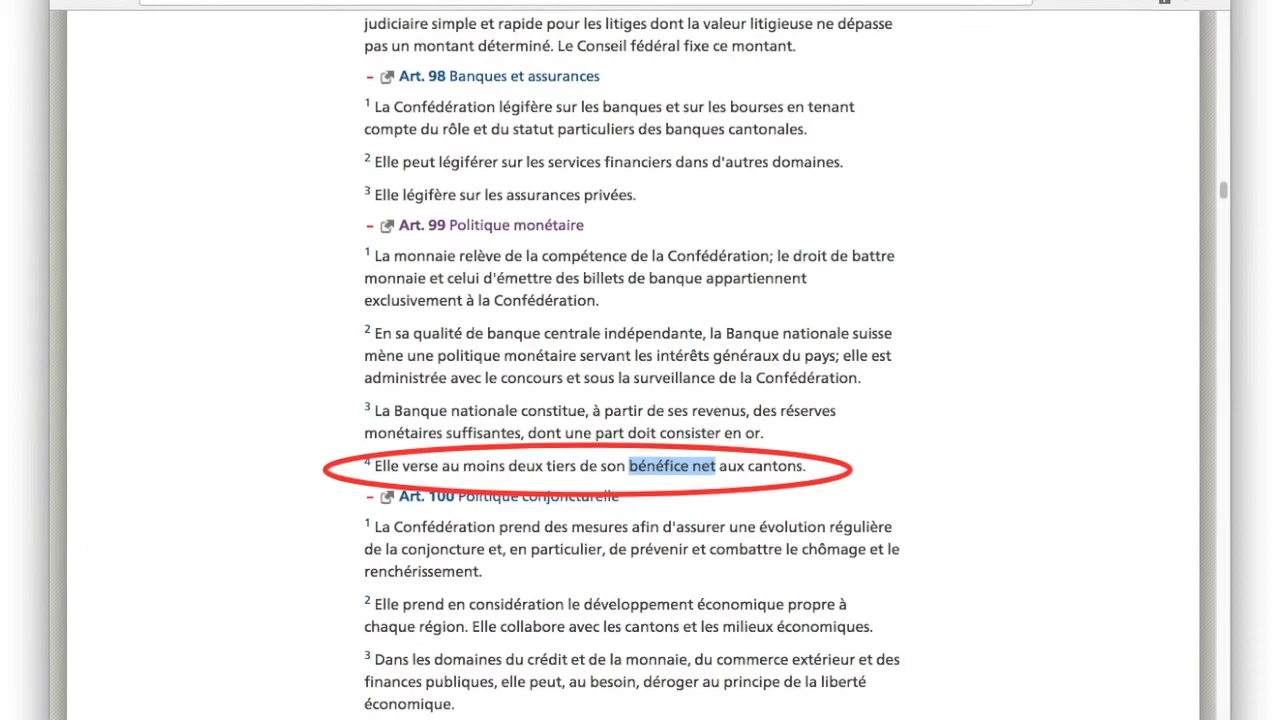 judiciaire simple et rapide pour les litiges dont la valeur litigieuse ne dépasse
pas un montant déterminé. Le Conseil fédéral fixe ce montant.
– Art. 98 Banques et assurances
1 La Confédération légifère sur les banques et sur les bourses en tenant
compte du rôle et du statut particuliers des banques cantonales.
2 Elle peut légiférer sur les services financiers dans d'autres domaines.
3 Elle légifère sur les assurances privées.
– Art. 99 Politique monétaire
1 La monnaie relève de la compétence de la Confédération; le droit de battre
monnaie et celui d'émettre des billets de banque appartiennent
exclusivement à la Confédération.
2 En sa qualité de banque centrale indépendante, la Banque nationale suisse
mène une politique monétaire servant les intérêts généraux du pays; elle est
administrée avec le concours et sous la surveillance de la Confédération.
3 La Banque nationale constitue, à partir de ses revenus, des réserves
monétaires suffisantes, dont une part doit consister en or.
4 Elle verse au moins deux tiers de son bénéfice net aux cantons.
– Art. 100 Politique conjoncturelle
1 La Confédération prend des mesures afin d'assurer une évolution régulière
de la conjoncture et, en particulier, de prévenir et combattre le chômage et le
renchérissement.
2 Elle prend en considération le développement économique propre à
chaque région. Elle collabore avec les cantons et les milieux économiques.
3 Dans les domaines du crédit et de la monnaie, du commerce extérieur et des
finances publiques, elle peut, au besoin, déroger au principe de la liberté
économique.